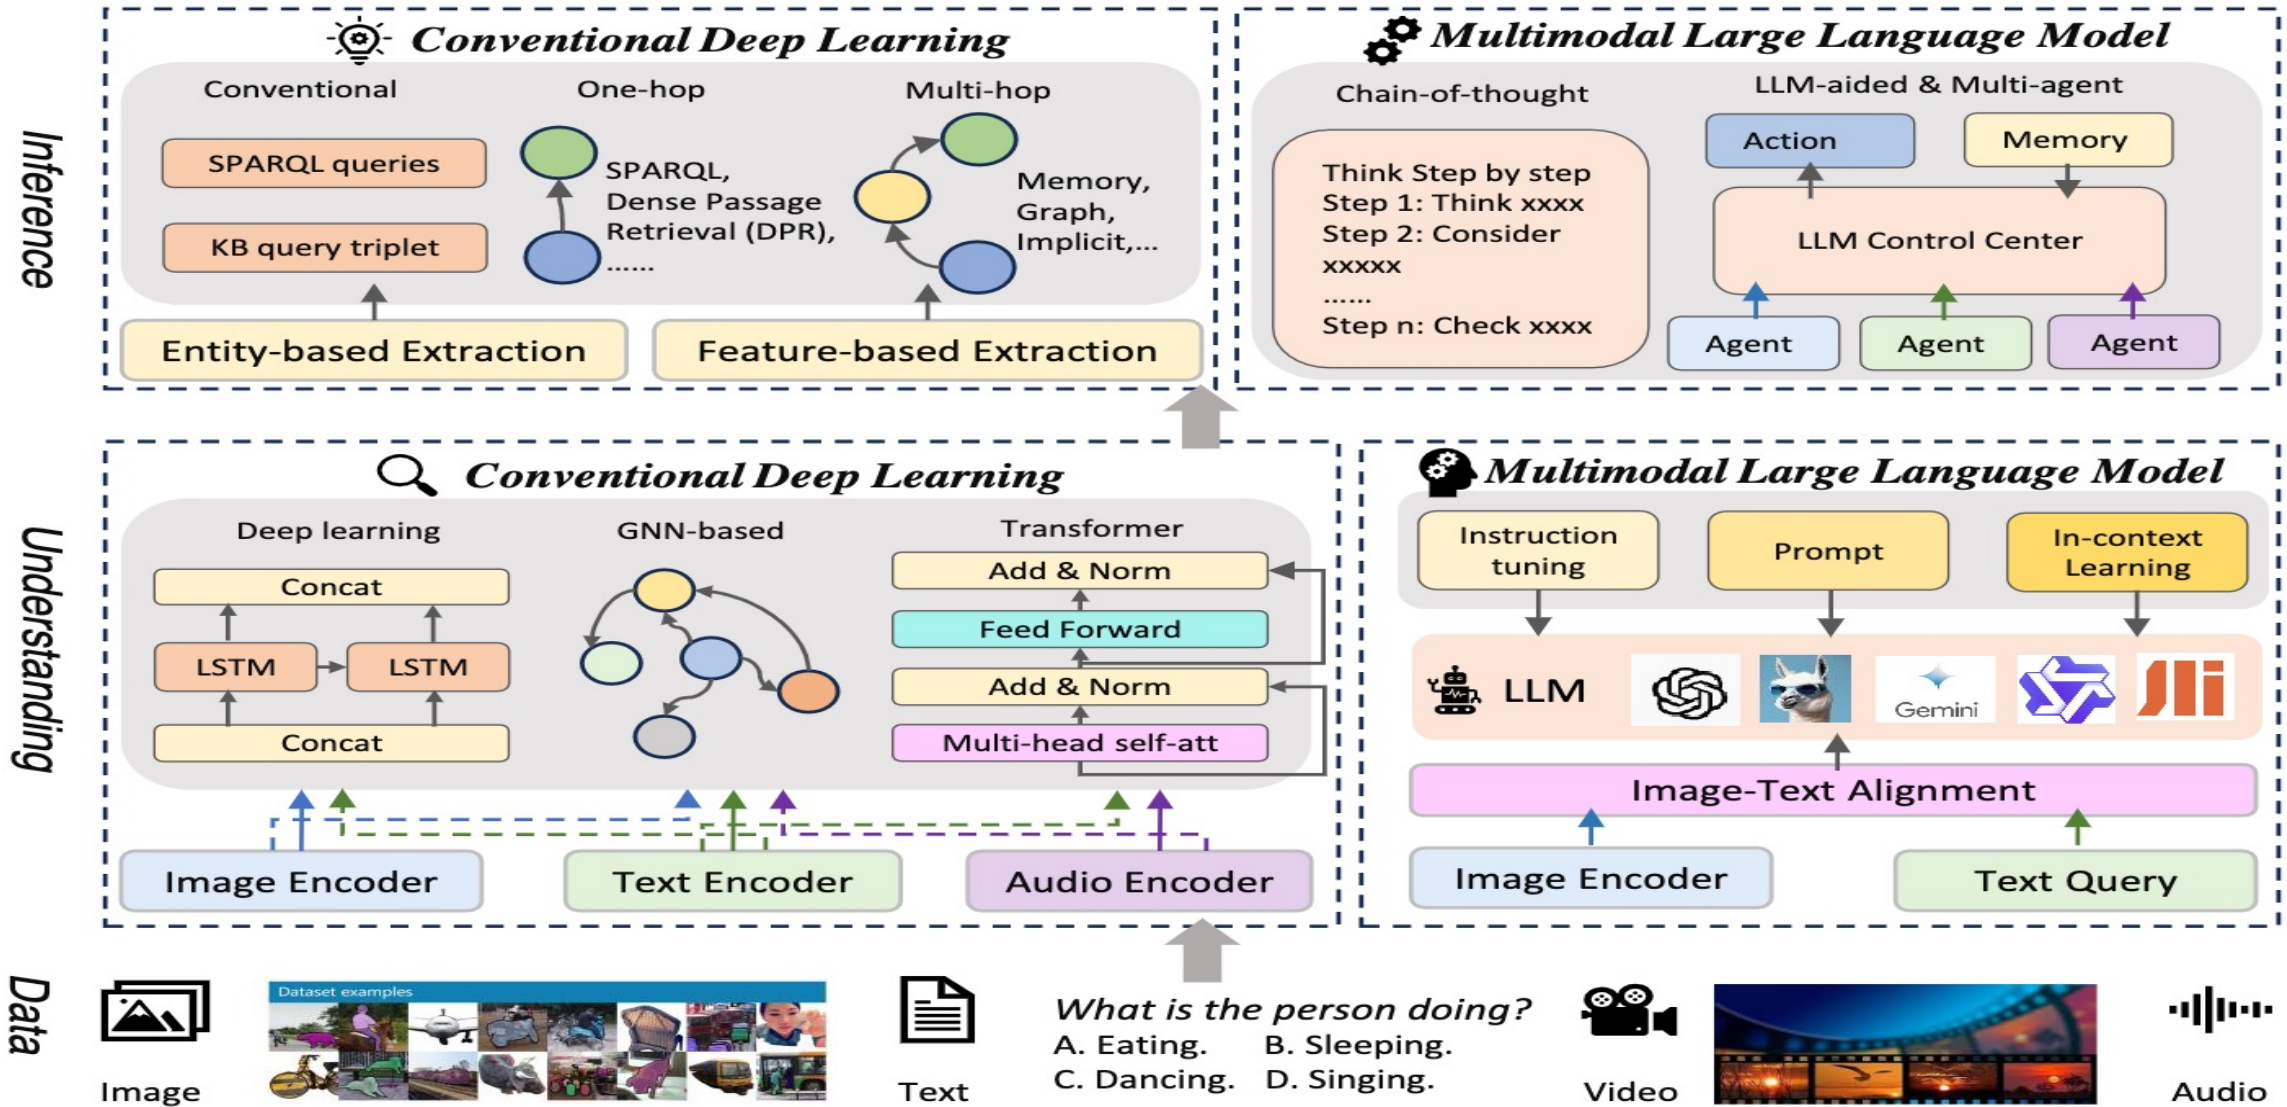 Inference
Conventional Deep Learning
Conventional
SPARQL queries
KB query triplet
One-hop
SPARQL,
Dense Passage
Retrieval (DPR),
......
Multi-hop
Memory,
Graph,
Implicit,...
Entity-based Extraction
Feature-based Extraction
Multimodal Large Language Model
Chain-of-thought
Think Step by step
Step 1: Think xxxx
Step 2: Consider
xxxxx
......
Step n: Check xxxx
LLM-aided & Multi-agent
Action
Memory
LLM Control Center
Agent
Agent
Agent
Understanding
Conventional Deep Learning
Deep learning
Concat
LSTM
LSTM
Concat
GNN-based
Transformer
Add & Norm
Feed Forward
Add & Norm
Multi-head self-att
Image Encoder
Text Encoder
Audio Encoder
Multimodal Large Language Model
Instruction
tuning
Prompt
In-context
Learning
LLM
Gemini
Image-Text Alignment
Image Encoder
Text Query
Data
Image
Dataset examples
Text
What is the person doing?
A. Eating. B. Sleeping.
C. Dancing. D. Singing.
Video
Audio